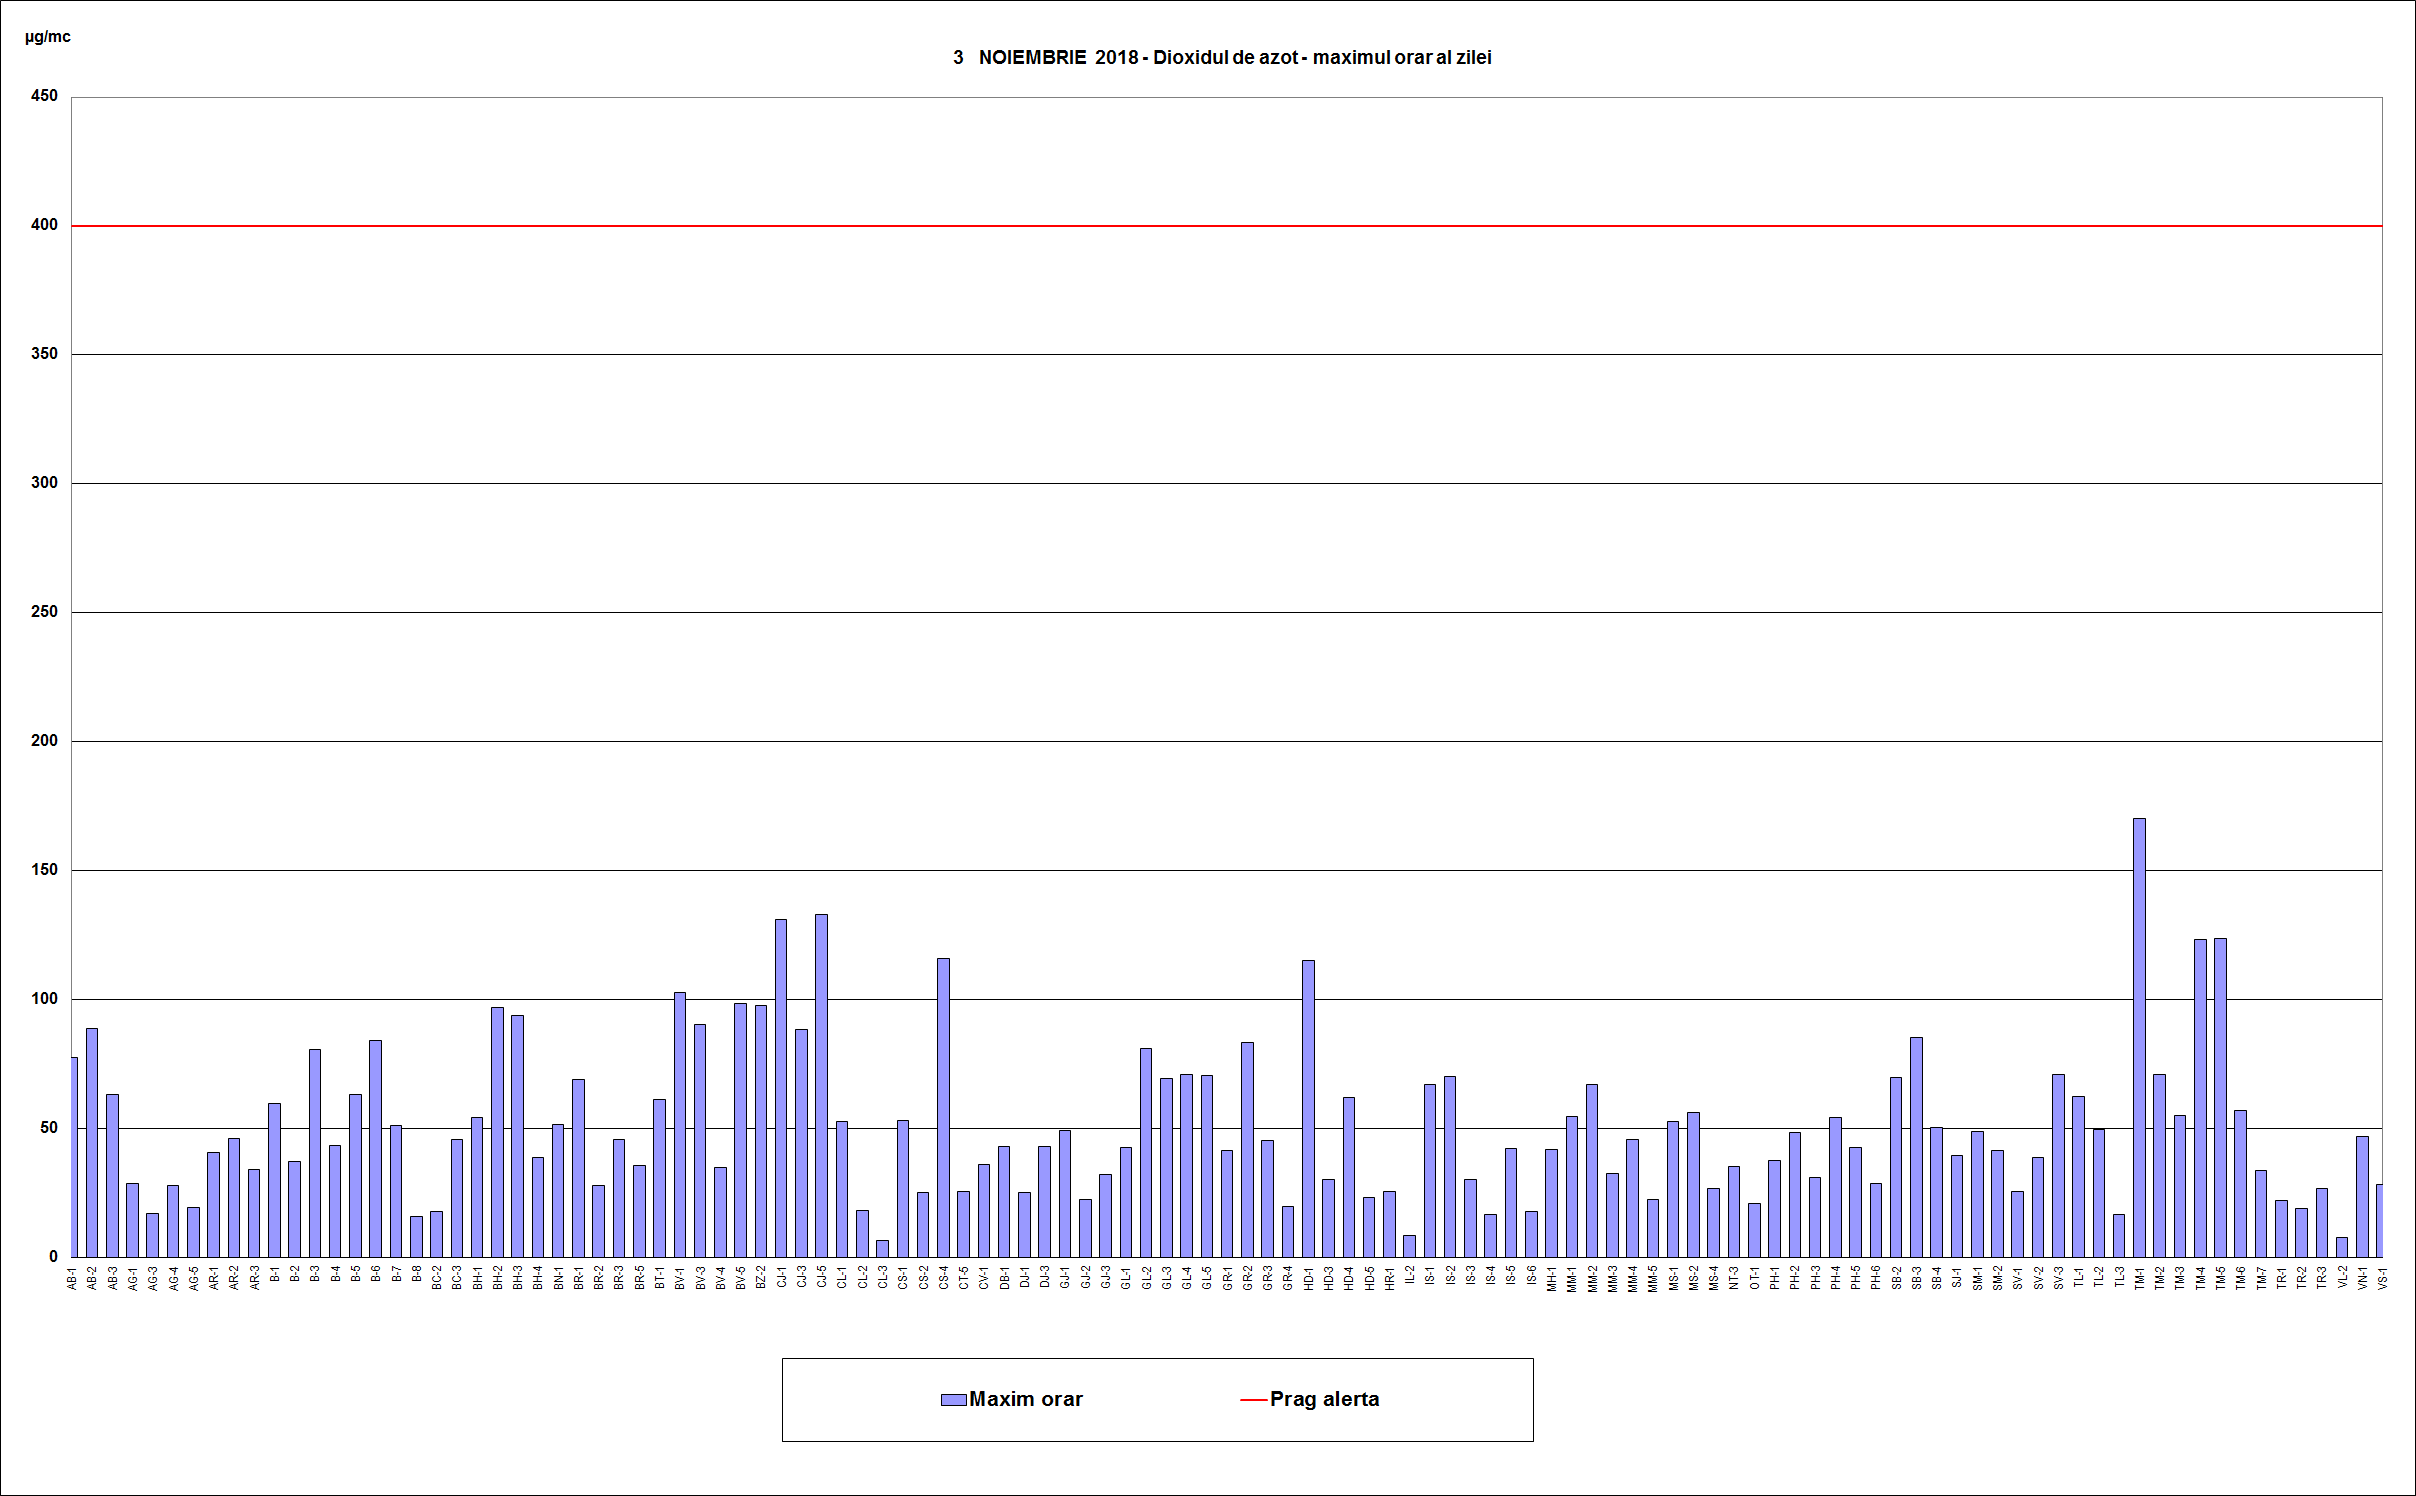 µg/mc
3 NOIEMBRIE 2018 - Dioxidul de azot - maximul orar al zilei
450
400
350
300
250
200
150
100
50
0
AB-1 AB-2 AB-3 AG-1 AG-3 AG-4 AG-5 AR-1 AR-2 AR-3 B-1 B-2 B-3 B-4 B-5 B-6 B-7 B-8 BC-2 BC-3 BH-1 BH-2 BH-3 BH-4 BN-1 BR-1 BR-2 BR-3 BR-5 BT-1 BV-1 BV-3 BV-4 BV-5 BZ-2 CJ-1 CJ-3 CJ-5 CL-1 CL-2 CL-3 CS-1 CS-2 CS-4 CT-5 CV-1 DB-1 DJ-1 DJ-3 GJ-1 GJ-2 GJ-3 GL-1 GL-2 GL-3 GL-4 GL-5 GR-1 GR-2 GR-3 GR-4 HD-1 HD-3 HD-4 HD-5 HR-1 IL-2 IS-1 IS-2 IS-3 IS-4 IS-5 IS-6 MH-1 MM-1 MM-2 MM-3 MM-4 MM-5 MS-1 MS-2 MS-4 NT-3 OT-1 PH-1 PH-2 PH-3 PH-4 PH-5 PH-6 SB-2 SB-3 SB-4 SJ-1 SM-1 SM-2 SV-1 SV-2 SV-3 TL-1 TL-2 TL-3 TM-1 TM-2 TM-3 TM-4 TM-5 TM-6 TM-7 TR-1 TR-2 TR-3 VL-2 VN-1 VS-1
Maxim orar Prag alerta